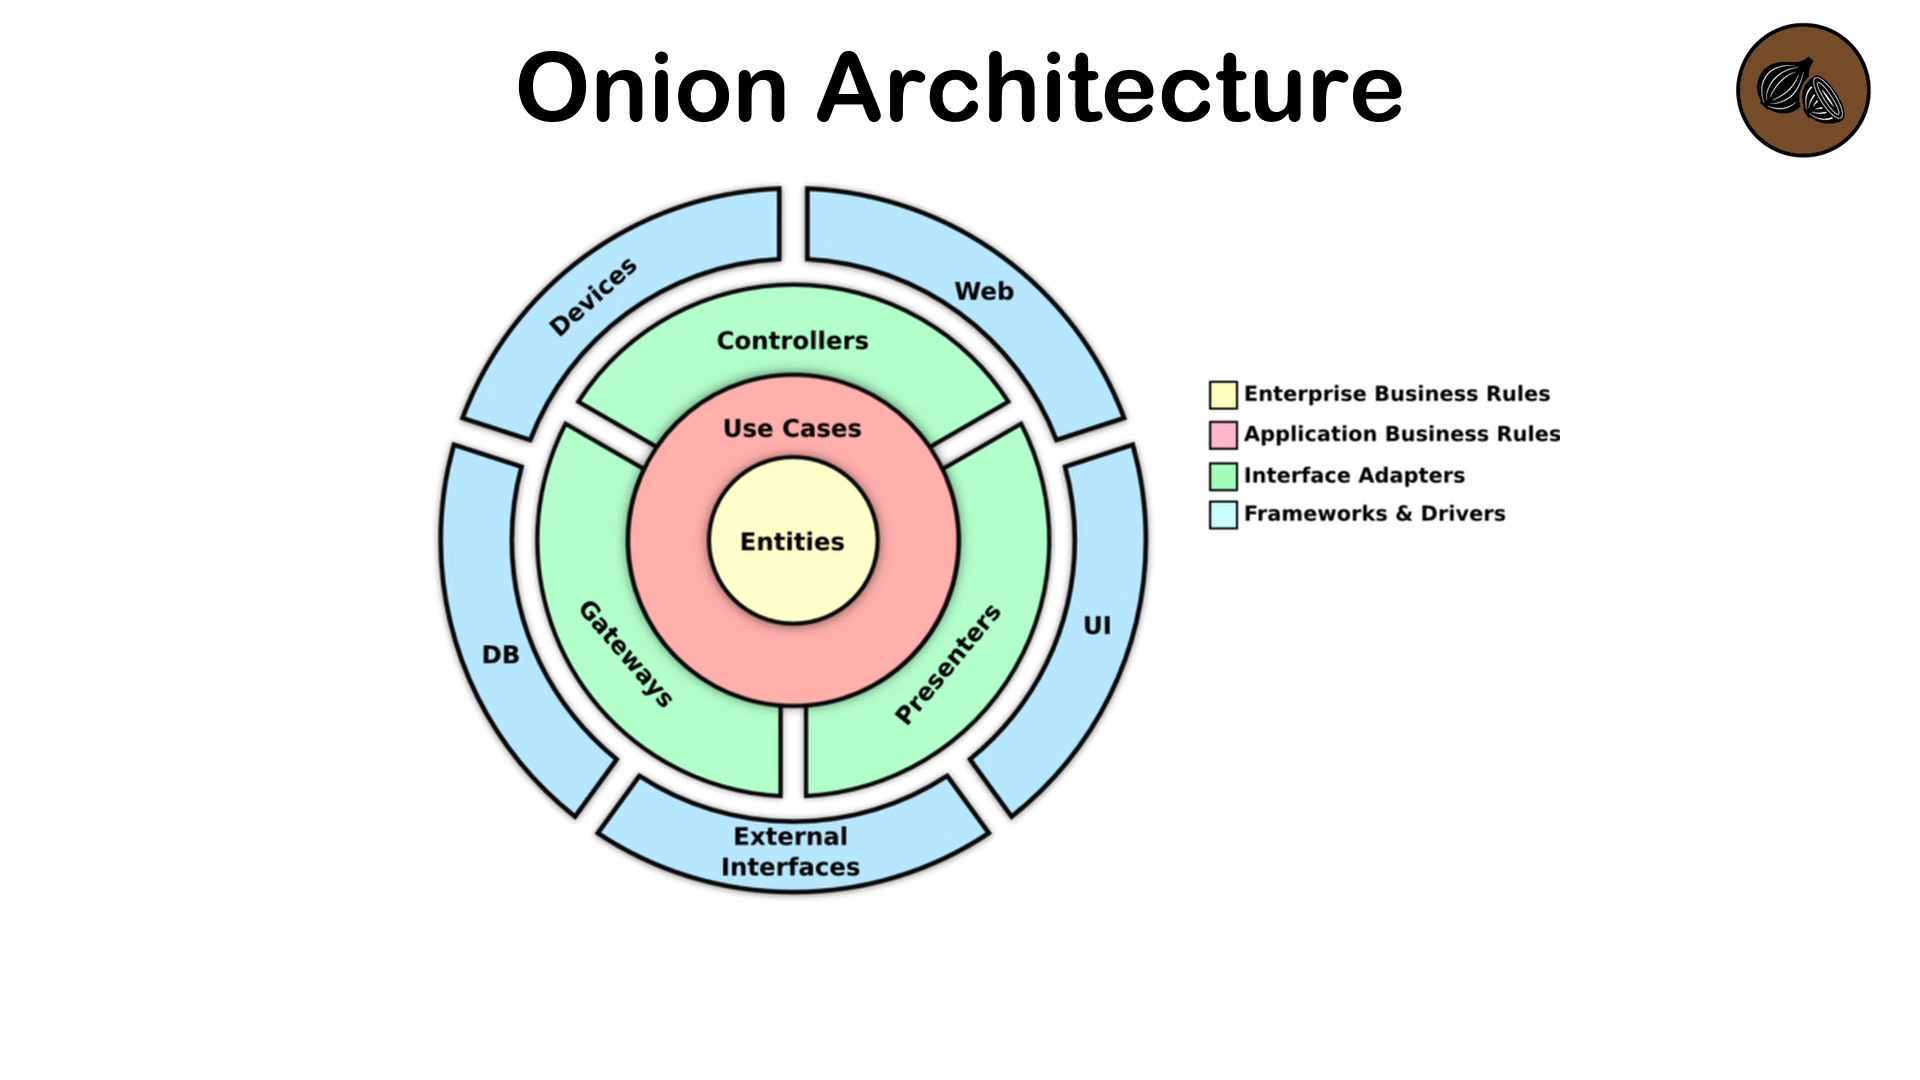 Onion Architecture
Devices
Web
Controllers
Use Cases
Entities
Gateways
Presenters
DB
UI
External
Interfaces
Enterprise Business Rules
Application Business Rules
Interface Adapters
Frameworks & Drivers